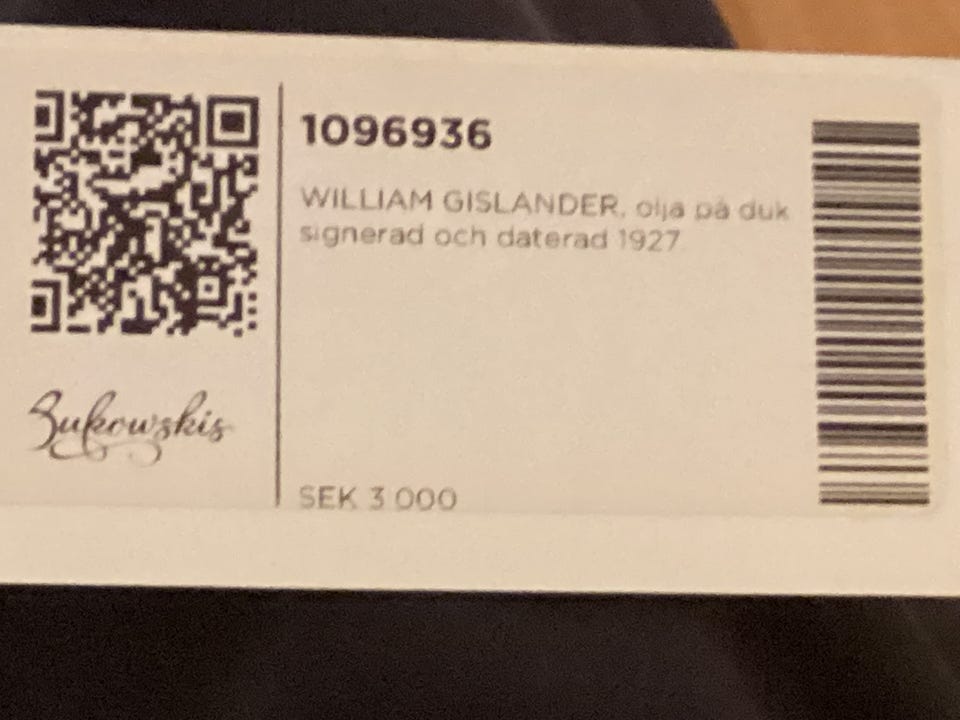 1096936
WILLIAM GISLANDER, olja på duk
signerad och daterad 1927.
Bukowskis
SEK 3 000